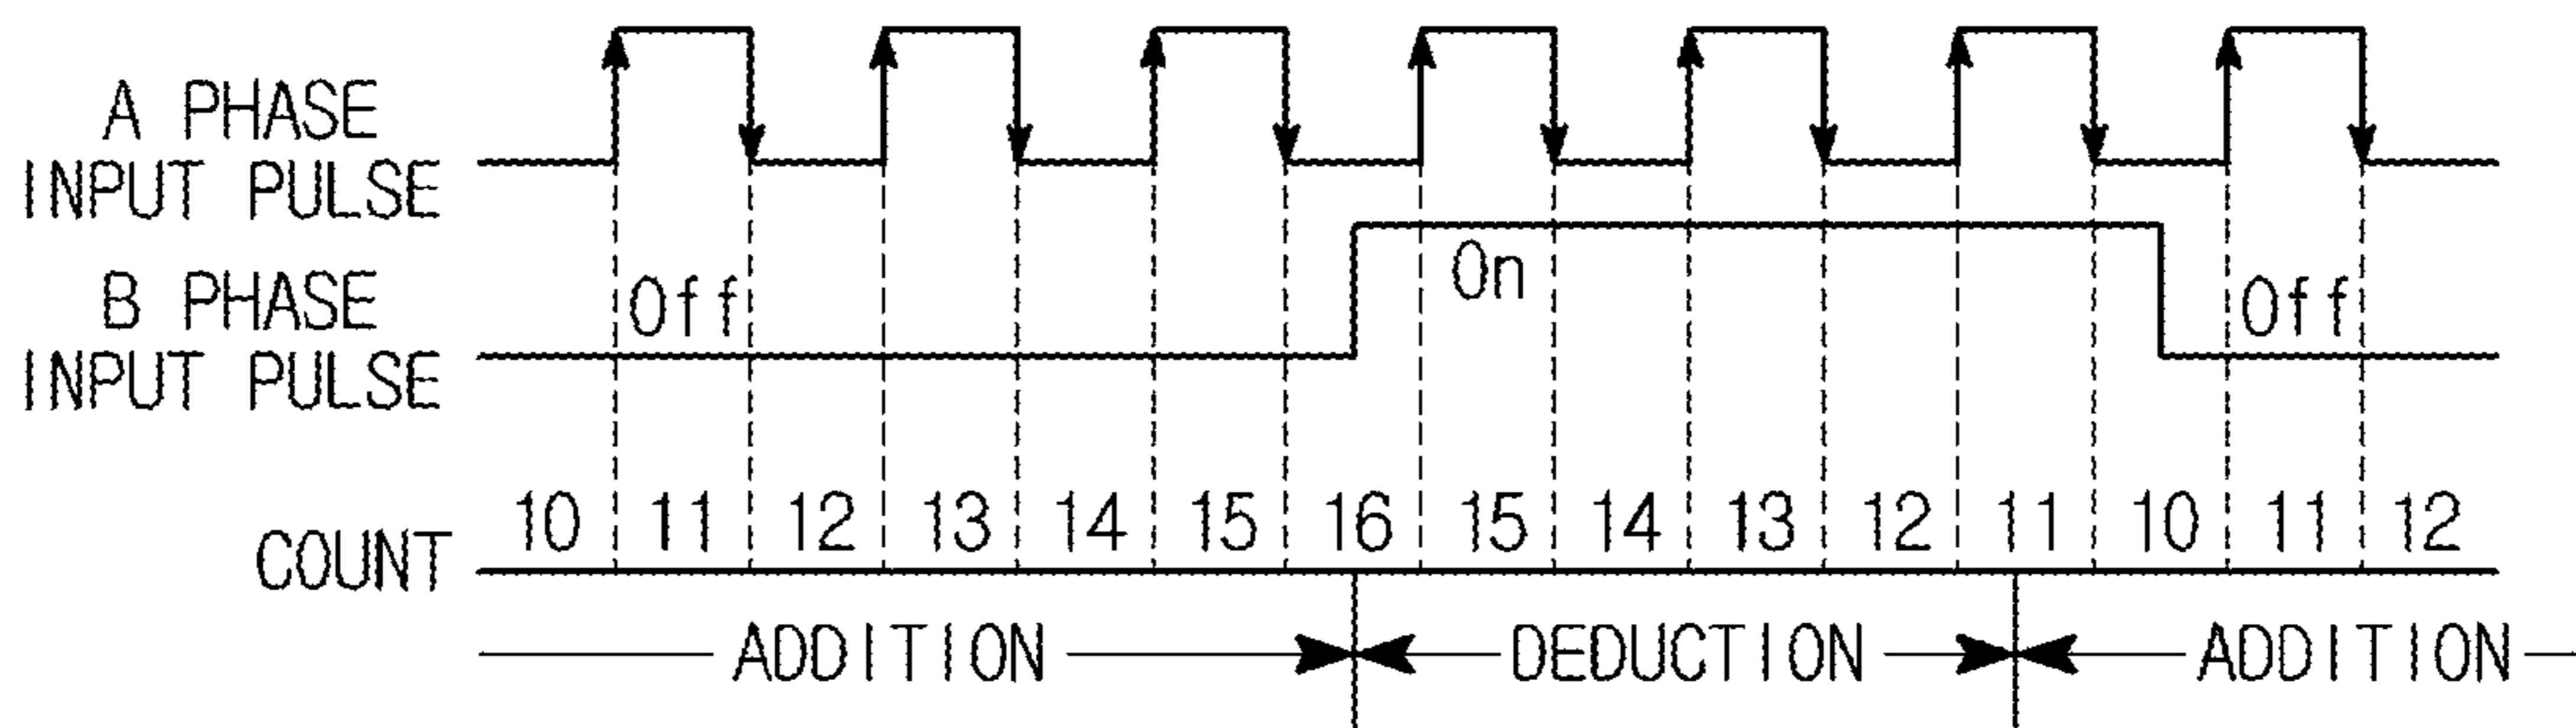 A PHASE
INPUT PULSE
On
B PHASE
Off
Off
INPUT PULSE
10 11 12 13 14 15 16 15 14 13 12 11 10 11 12
COUNT
ADDITION DEDUCTION ADDITION